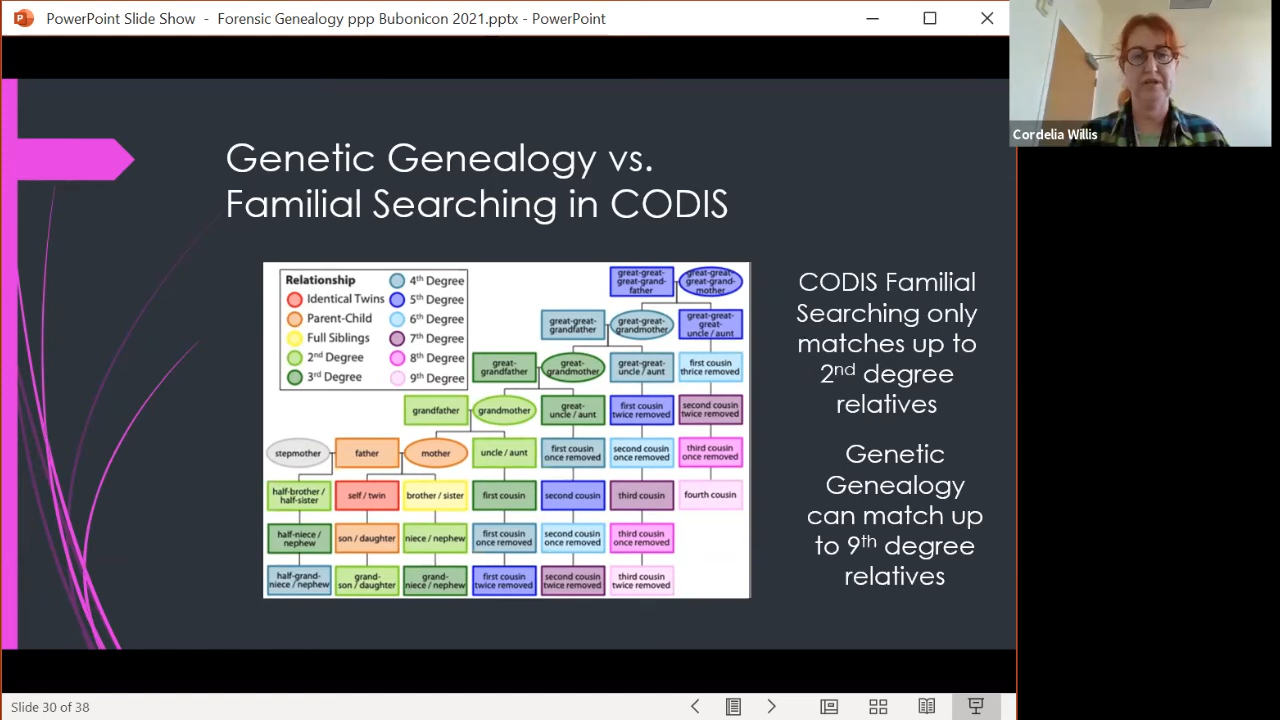 PowerPoint Slide Show - Forensic Genealogy ppp Bubonicon 2021.pptx - PowerPoint
Cordelia Willis
Genetic Genealogy vs.
Familial Searching in CODIS
Relationship
Identical Twins
Parent-Child
Full Siblings
2nd Degree
3rd Degree
4th Degree
5th Degree
6th Degree
7th Degree
8th Degree
9th Degree
great-great-
great-grand-
father
great-great-
great-grand-
mother
great-great-
grandfather
great-great-
grandmother
great-great-
great-
uncle / aunt
great-
grandfather
great-
grandmother
great-great-
uncle / aunt
first cousin
thrice removed
grandfather
grandmother
great-
uncle / aunt
first cousin
twice removed
second cousin
twice removed
stepmother
father
mother
uncle / aunt
first cousin
once removed
second cousin
once removed
third cousin
once removed
half-brother /
half-sister
self / twin
brother / sister
first cousin
second cousin
third cousin
fourth cousin
half-niece /
nephew
son / daughter
niece / nephew
first cousin
once removed
second cousin
once removed
third cousin
once removed
half-grand-
niece / nephew
grand-
son / daughter
grand-
niece / nephew
first cousin
twice removed
second cousin
twice removed
third cousin
twice removed
CODIS Familial
Searching only
matches up to
2nd degree
relatives
Genetic
Genealogy
can match up
to 9th degree
relatives
Slide 30 of 38